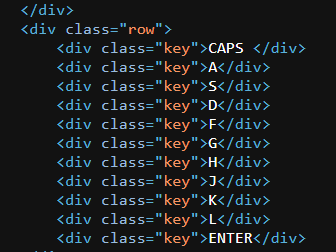 </div>
<div class="row">
<div class="key">CAPS </div>
<div class="key">A</div>
<div class="key">S</div>
<div class="key">D</div>
<div class="key">F</div>
<div class="key">G</div>
<div class="key">H</div>
<div class="key">J</div>
<div class="key">K</div>
<div class="key">L</div>
<div class="key">ENTER</div>